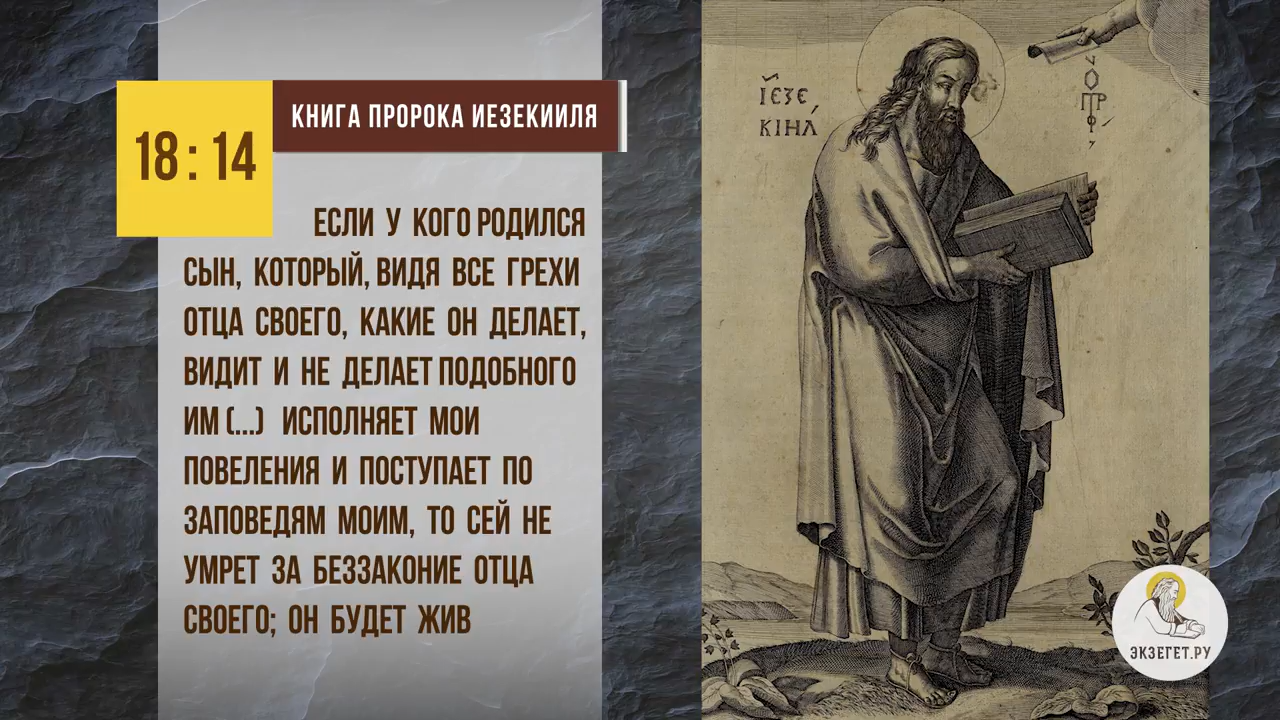 КНИГА ПРОРОКА ИЕЗЕКИИЛЯ
18 : 14
ЕСЛИ У КОГО РОДИЛСЯ
СЫН, КОТОРЫЙ, ВИДЯ ВСЕ ГРЕХИ
ОТЦА СВОЕГО, КАКИЕ ОН ДЕЛАЕТ,
ВИДИТ И НЕ ДЕЛАЕТ ПОДОБНОГО
ИМ (...) ИСПОЛНЯЕТ МОИ
ПОВЕЛЕНИЯ И ПОСТУПАЕТ ПО
ЗАПОВЕДЯМ МОИМ, ТО СЕЙ НЕ
УМРЕТ ЗА БЕЗЗАКОНИЕ ОТЦА
СВОЕГО; ОН БУДЕТ ЖИВ
ІЄЗЄ
КІНЛ
ЭКЗЕГЕТ.РУ